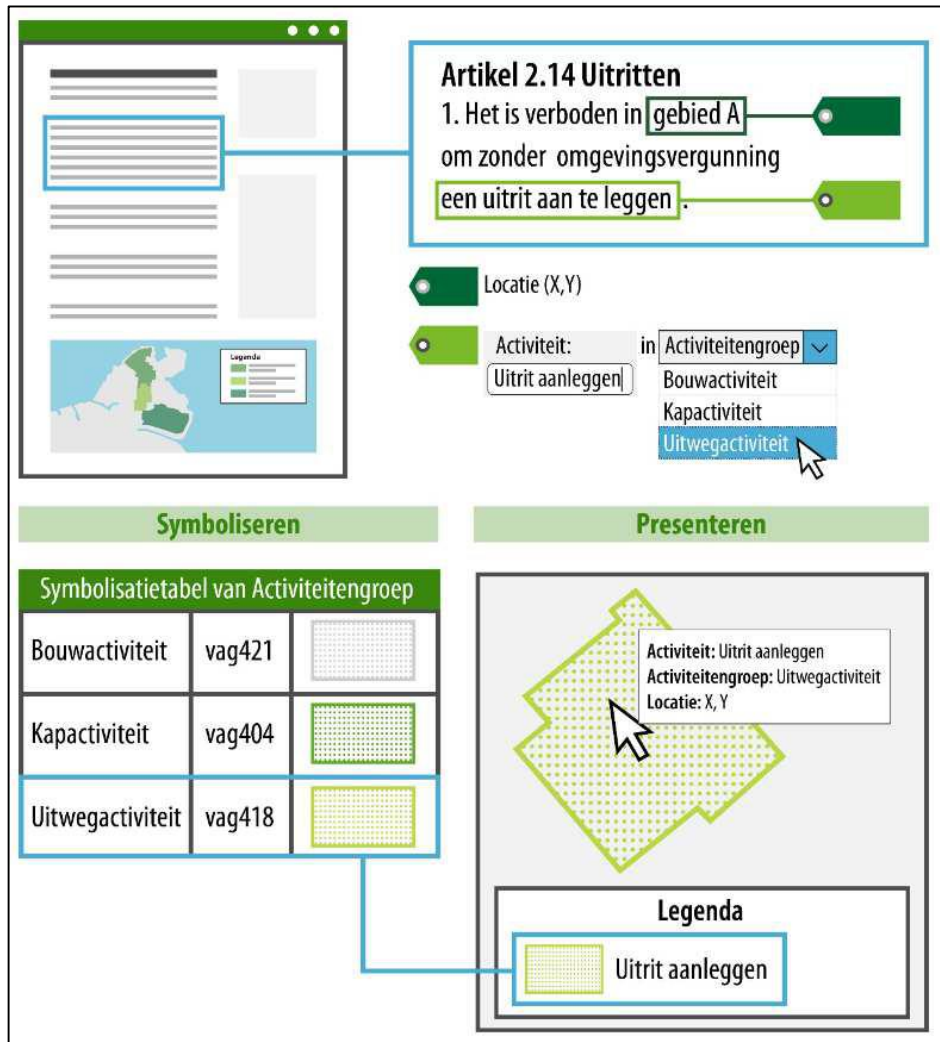 Artikel 2.14 Uitritten
1. Het is verboden in gebied A
om zonder omgevingsvergunning
een uitrit aan te leggen .
Legenda
Locatie (X,Y)
Activiteit: in Activiteitengroep
Uitrit aanleggen
Bouwactiviteit
Kapactiviteit
Uitwegactiviteit
Symboliseren
Symbolisatietabel van Activiteitengroep
Bouwactiviteit vag421
Kapactiviteit vag404
Uitwegactiviteit vag418
Presenteren
Activiteit: Uitrit aanleggen
Activiteitengroep: Uitwegactiviteit
Locatie: X, Y
Legenda
Uitrit aanleggen